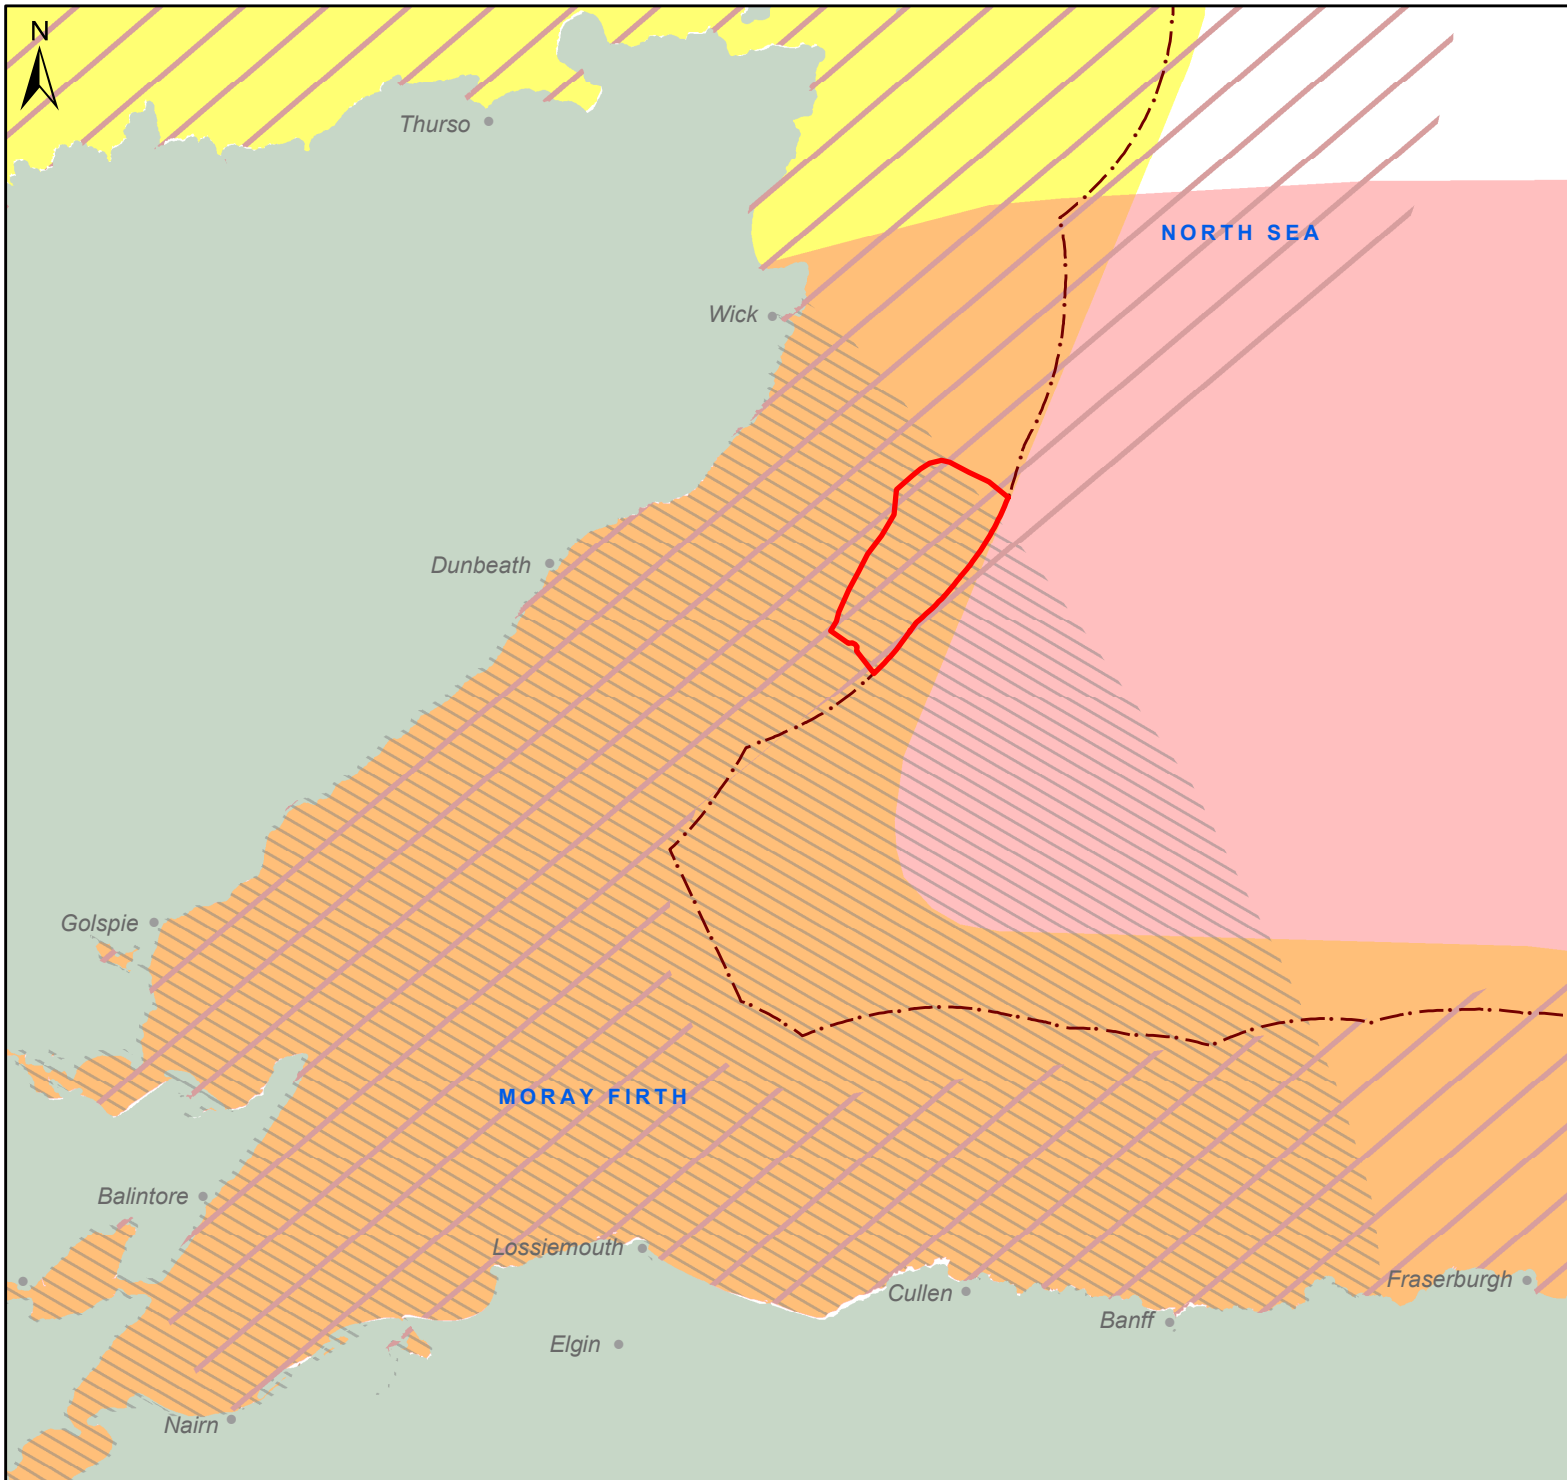 N
Thurso
NORTH SEA
Wick
Dunbeath
Golspie
MORAY FIRTH
Balintore
Lossiemouth
Fraserburgh
Cullen
Banff
Elgin
Nairn